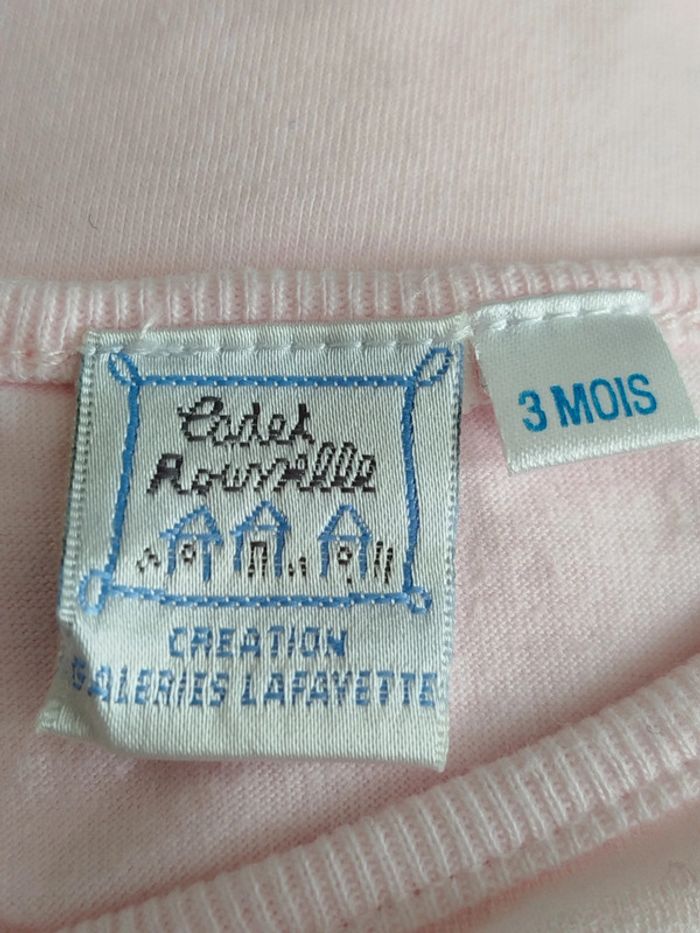 Cadet
Rousselle
CREATION
GALERIES LAFAYETTE
3 MOIS